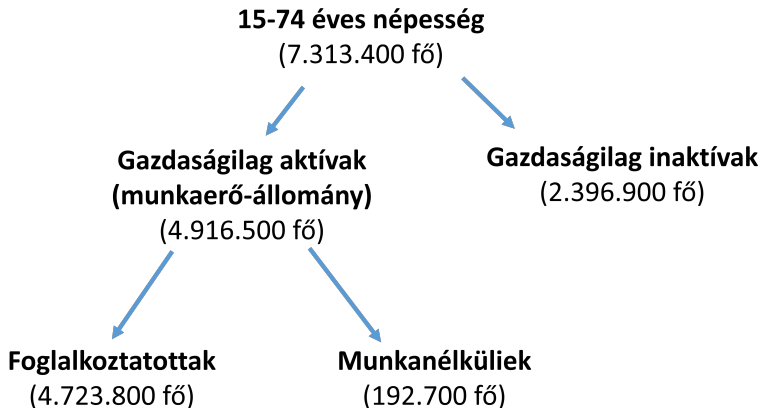 15-74 éves népesség
(7.313.400 fő)
Gazdaságilag aktívak
(munkaerő-állomány)
(4.916.500 fő)
Gazdaságilag inaktívak
(2.396.900 fő)
Foglalkoztatottak
(4.723.800 fő)
Munkanélküliek
(192.700 fő)